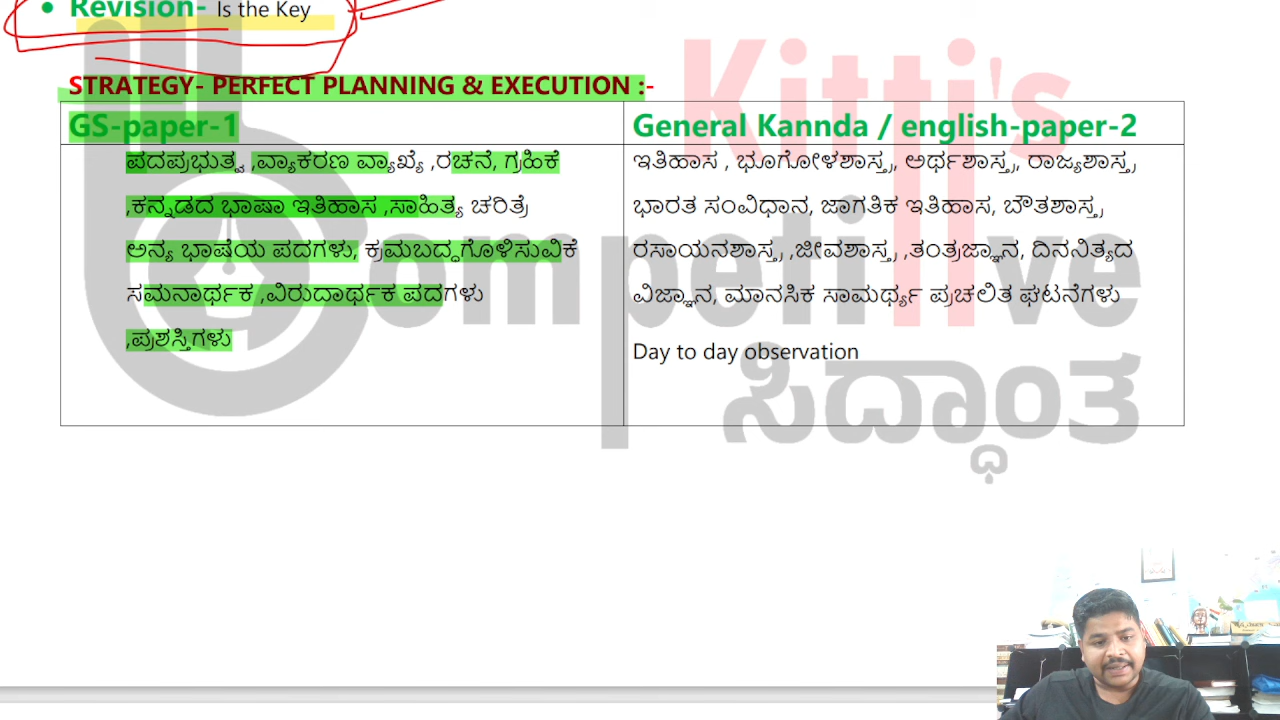 • Revision- Is the Key
STRATEGY- PERFECT PLANNING & EXECUTION :-
GS-paper-1
ಪದಪ್ರಭುತ್ವ ,ವ್ಯಾಕರಣ ವ್ಯಾಖ್ಯೆ ,ರಚನೆ, ಗ್ರಹಿಕೆ
,ಕನ್ನಡದ ಭಾಷಾ ಇತಿಹಾಸ ,ಸಾಹಿತ್ಯ ಚರಿತ್ರೆ
ಅನ್ಯ ಭಾಷೆಯ ಪದಗಳು, ಕ್ರಮಬದ್ದಗೊಳಿಸುವಿಕೆ
ಸಮನಾರ್ಥಕ ,ವಿರುದಾರ್ಥಕ ಪದಗಳು
,ಪ್ರಶಸ್ತಿಗಳು
General Kannda / english-paper-2
ಇತಿಹಾಸ , ಭೂಗೋಳಶಾಸ್ತ್ರ, ಅರ್ಥಶಾಸ್ತ್ರ, ರಾಜ್ಯಶಾಸ್ತ್ರ
ಭಾರತ ಸಂವಿಧಾನ, ಜಾಗತಿಕ ಇತಿಹಾಸ, ಬೌತಶಾಸ್ತ್ರ
ರಸಾಯನಶಾಸ್ತ್ರ ,ಜೀವಶಾಸ್ತ್ರ ,ತಂತ್ರಜ್ಞಾನ, ದಿನನಿತ್ಯದ
ವಿಜ್ಞಾನ, ಮಾನಸಿಕ ಸಾಮರ್ಥ್ಯ ಪ್ರಚಲಿತ ಘಟನೆಗಳು
Day to day observation
Kitti's
ompetitive
ಸಿದ್ಧಾಂತ